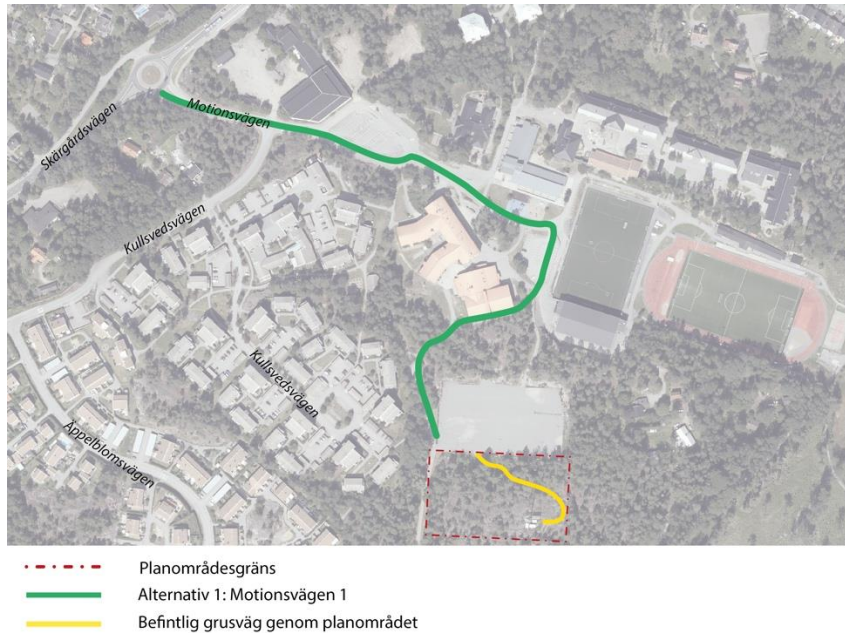 Motionsvägen
Skärgårdsvägen
Kullsvedsvägen
Kullsvedsvägen
Äppelblomsvägen
Planområdesgräns
Alternativ 1: Motionsvägen 1
Befintlig grusväg genom planområdet